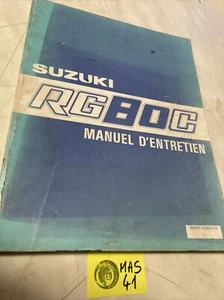 SUZUKI
RG80C
MANUEL D'ENTRETIEN
MAS
41